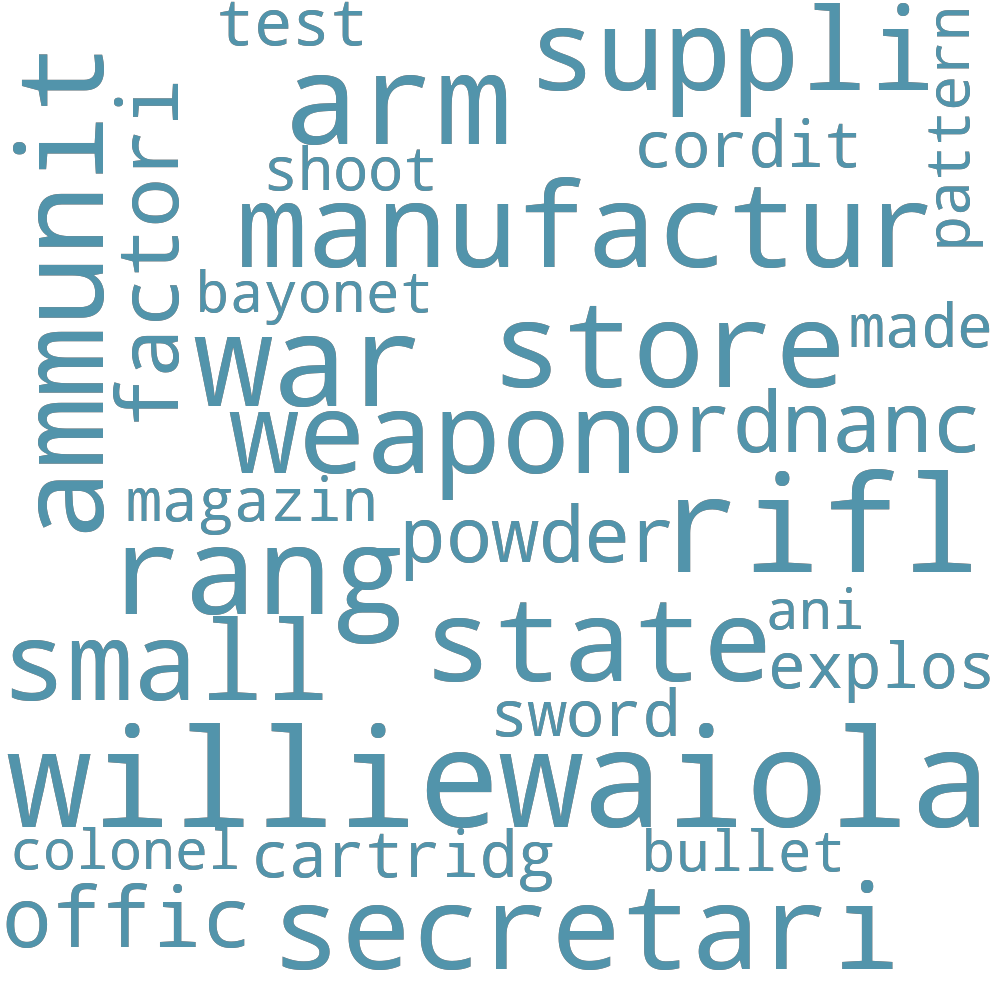 test
suppli
pattern
arm
ammunit
factori
cordit
shoot
manufactur
bayonet
war
store
made
weapon
ordnanc
magazin
powder
rifl
rang
ani
small
state
explos
sword
williewaiola
colonel
cartridg
bullet
offic
secretari